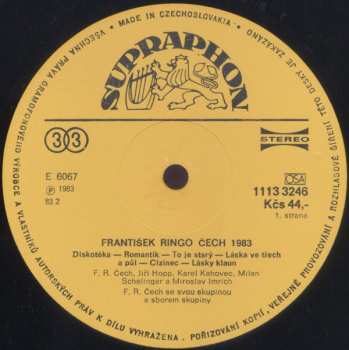 • MADE IN CZECHOSLOVAKIA • VŠECHNA PRÁVA GRAMOFONOVÉHO VÝROBCE A VLASTNÍKŮ AUTORSKÝCH PRÁV K DÍLU VYHRAŽENA. POŘIZOVÁNÍ KOPIÍ, VEŘEJNÉ PROVOZOVÁNÍ A ROZHLASOVÉ ŠÍŘENÍ TÉTO DESKY JE ZAKÁZÁNO
SUPRAPHON
33
STEREO
E 6067
Ⓟ 1983
83 2
OSA
1113 3246
Kčs 44,-
1. strana
FRANTIŠEK RINGO ČECH 1983
Diskotéka — Romantik — To je starý — Láska ve třech
a půl — Cizinec — Lásky klaun
F. R. Čech, Jiří Hopp, Karel Kahovec, Milan
Schelinger a Miroslav Imrich
F. R. Čech se svou skupinou
a sborem skupiny